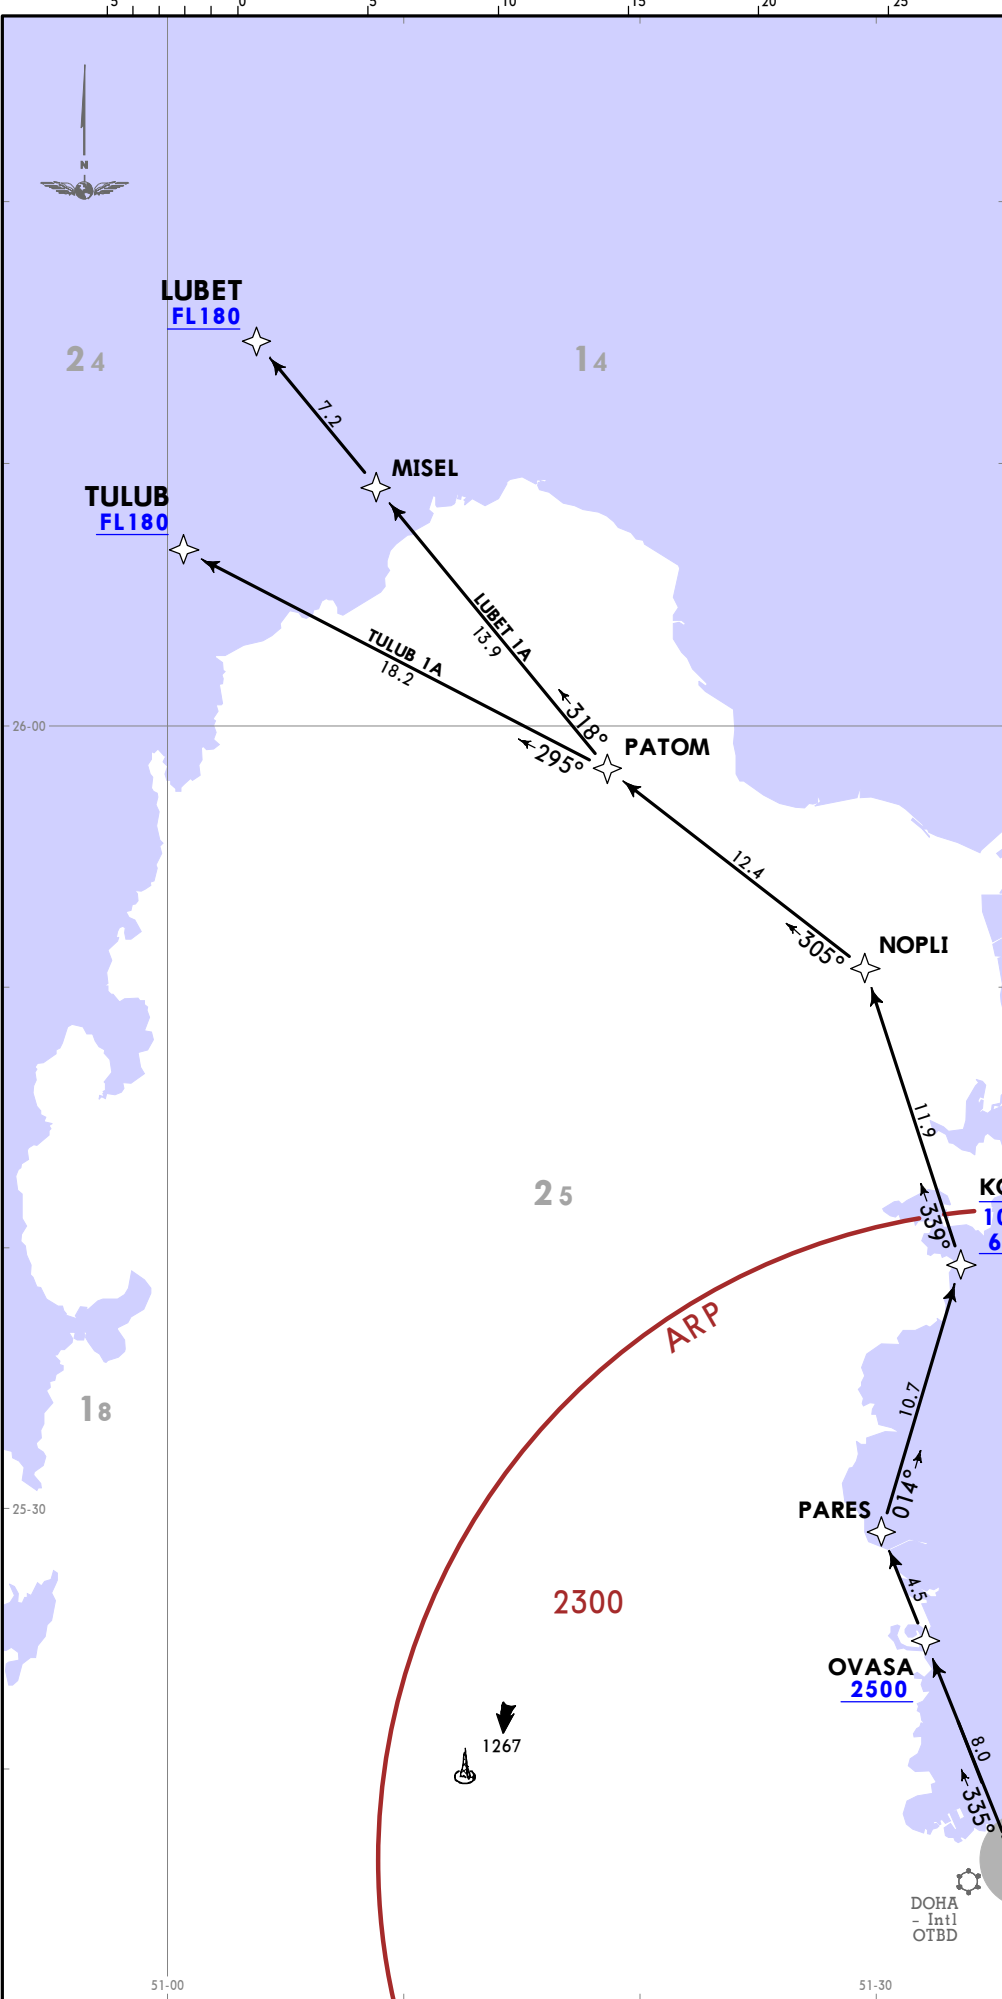 5 0 5 10 15 20 25
N
LUBET
FL180
24
14
7.2
MISEL
TULUB
FL180
LUBET 1A
13.9
TULUB 1A
18.2
318°
26-00
PATOM
295°
12.4
NOPLI
305°
11.9
25
339°
ARP
18
10.7
014°
25-30
PARES
4.5
2300
OVASA
2500
1267
8.0
335°
DOHA
- Intl
OTBD
51-00
51-30